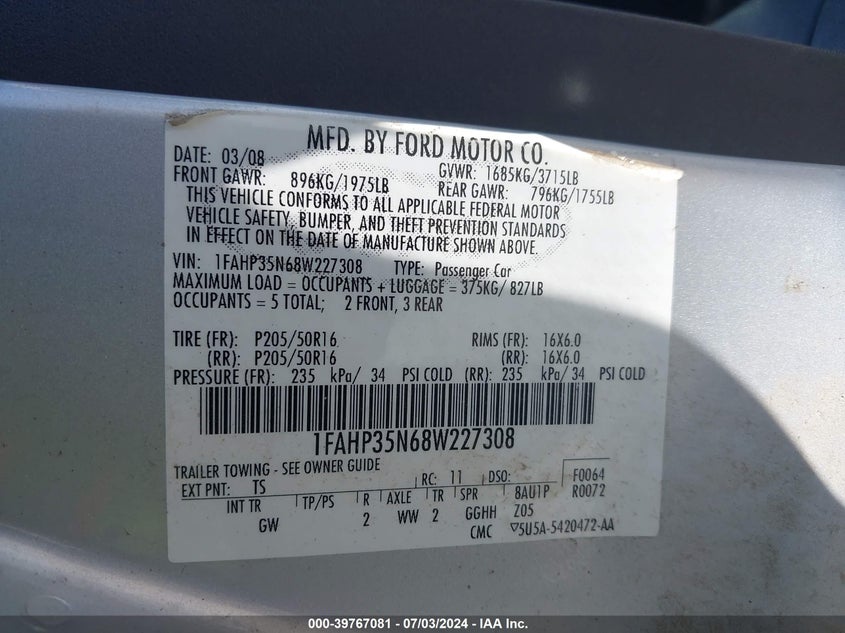 MFD. BY FORD MOTOR CO.
DATE: 03/08 GVWR: 1685KG/3715LB
FRONT GAWR: 896KG/1975LB REAR GAWR: 796KG/1755LB
THIS VEHICLE CONFORMS TO ALL APPLICABLE FEDERAL MOTOR
VEHICLE SAFETY, BUMPER, AND THEFT PREVENTION STANDARDS
IN EFFECT ON THE DATE OF MANUFACTURE SHOWN ABOVE.
VIN: 1FAHP35N68W227308 TYPE: Passenger Car
MAXIMUM LOAD = OCCUPANTS + LUGGAGE = 375KG/ 827LB
OCCUPANTS = 5 TOTAL; 2 FRONT, 3 REAR
TIRE (FR): P205/50R16 RIMS (FR): 16X6.0
(RR): P205/50R16 (RR): 16X6.0
PRESSURE (FR): 235 kPa/ 34 PSI COLD (RR): 235 kPa/ 34 PSI COLD
1FAHP35N68W227308
TRAILER TOWING - SEE OWNER GUIDE
EXT PNT: TS RC: 11 DSO: F0064
INT TR TP/PS R AXLE TR SPR 8AU1P R0072
GW 2 WW 2 GGHH Z05
CMC 5U5A-5420472-AA
000-39767081 - 07/03/2024 - IAA Inc.